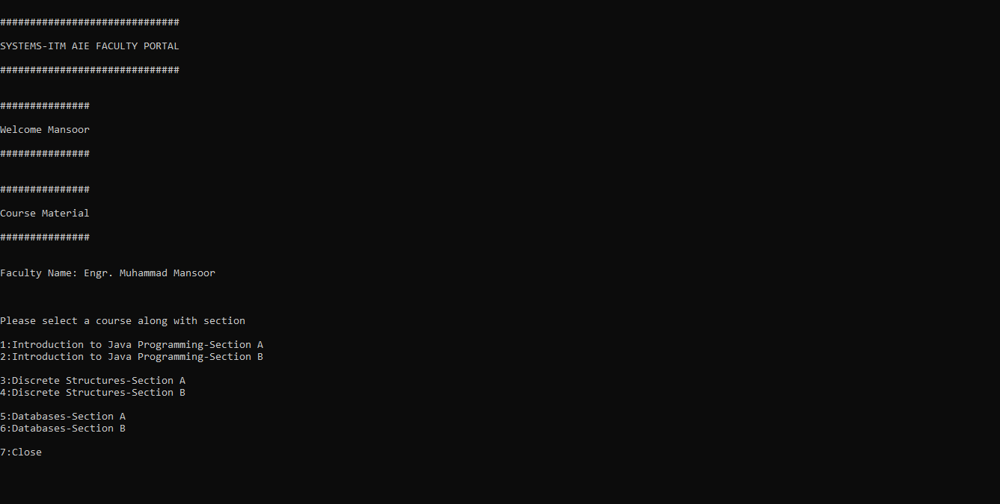 ##############################
SYSTEMS-ITM AIE FACULTY PORTAL
##############################
###############
Welcome Mansoor
###############
###############
Course Material
###############
Faculty Name: Engr. Muhammad Mansoor
Please select a course along with section
1:Introduction to Java Programming-Section A
2:Introduction to Java Programming-Section B
3:Discrete Structures-Section A
4:Discrete Structures-Section B
5:Databases-Section A
6:Databases-Section B
7:Close